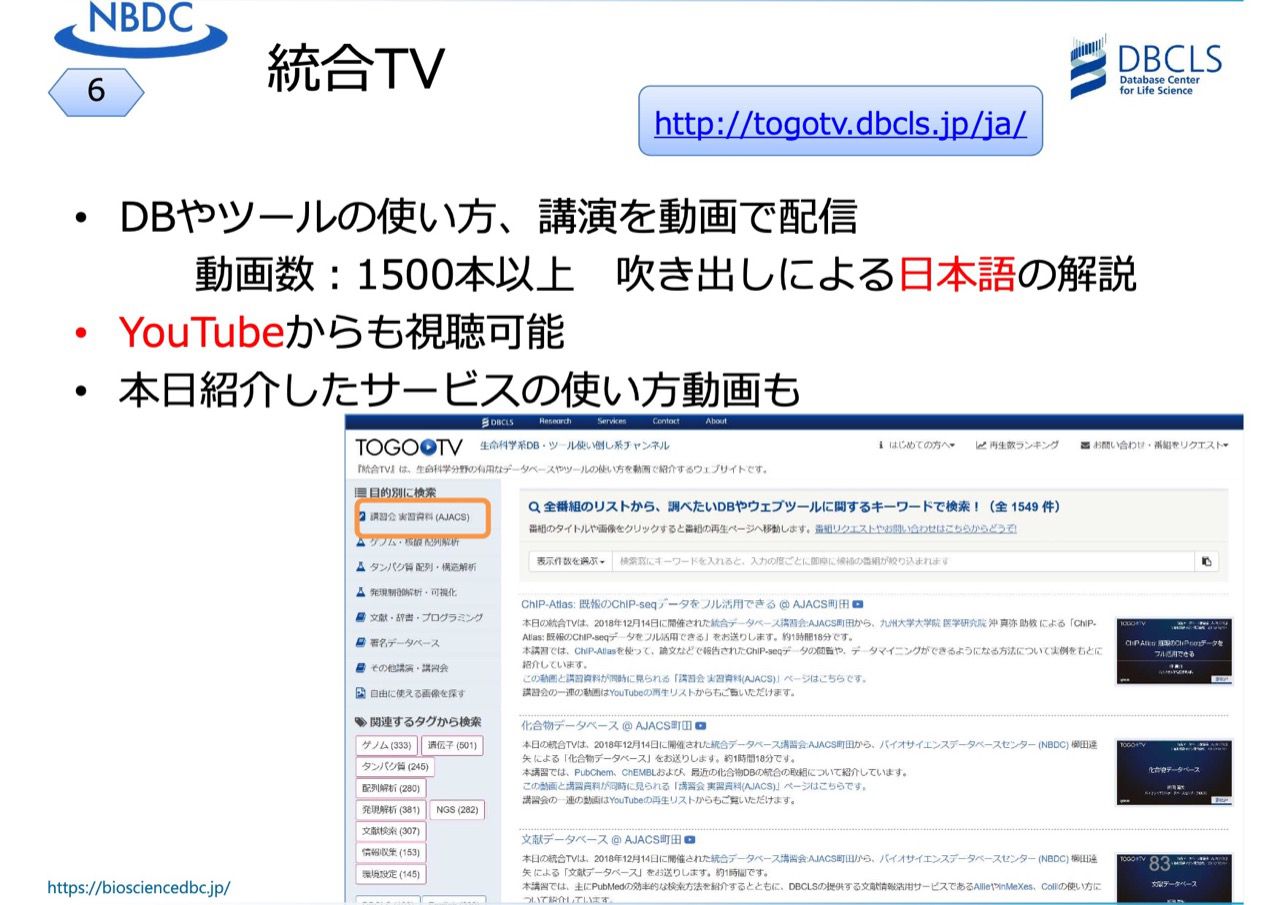 NBDC
6
統合TV
DBCLS
Database Center
for Life Science
http://togotv.dbcls.jp/ja/
• DBやツールの使い方、講演を動画で配信
動画数：1500本以上　吹き出しによる日本語の解説
• YouTubeからも視聴可能
• 本日紹介したサービスの使い方動画も
DBCLS Research Services Contact About
TOGOTV 生命科学系DB・ツール使い倒し系チャンネル はじめての方へ 再生数ランキング お問い合わせ・番組をリクエスト
『統合TV』は、生命科学分野の有用なデータベースやツールの使い方を動画で紹介するウェブサイトです。
目的別に検索
講習会 実習資料 (AJACS)
ゲノム・核酸 配列解析
タンパク質 配列・構造解析
発現制御解析・可視化
文献・辞書・プログラミング
著名データベース
その他講演・講習会
自由に使える画像を探す
関連するタグから検索
ゲノム (333) 遺伝子 (501)
タンパク質 (245)
配列解析 (280)
発現解析 (381) NGS (282)
文献検索 (307)
情報収集 (153)
環境設定 (145)
全番組のリストから、調べたいDBやウェブツールに関するキーワードで検索！（全 1549 件）
番組のタイトルや画像をクリックすると番組の再生ページへ移動します。番組リクエストやお問い合わせはこちらからどうぞ!
表示件数を選ぶ 検索窓にキーワードを入れると、入力の度ごとに即座に候補の番組が絞り込まれます
ChIP-Atlas: 既報のChIP-seqデータをフル活用できる @ AJACS町田
本日の統合TVは、2018年12月14日に開催された統合データベース講習会:AJACS町田から、九州大学大学院 医学研究院 沖 真弥 助教 による「ChIP-
Atlas: 既報のChIP-seqデータをフル活用できる」をお送りします。約1時間18分です。
本講習では、ChIP-Atlasを使って、論文などで報告されたChIP-seqデータの閲覧や、データマイニングができるようになる方法について実例をもとに
紹介しています。
この動画と講習資料が同時に見られる「講習会 実習資料(AJACS)」ページはこちらです。
講習会の一連の動画はYouTubeの再生リストからもご覧いただけます。
TOGOTV
ChIP-Atlas: 既報のChIP-seqデータを
フル活用できる
化合物データベース @ AJACS町田
本日の統合TVは、2018年12月14日に開催された統合データベース講習会:AJACS町田から、バイオサイエンスデータベースセンター (NBDC) 櫛田達
矢 による「化合物データベース」をお送りします。約1時間18分です。
本講習では、PubChem、ChEMBLおよび、最近の化合物DBの統合の取組について紹介しています。
この動画と講習資料が同時に見られる「講習会 実習資料(AJACS)」ページはこちらです。
講習会の一連の動画はYouTubeの再生リストからもご覧いただけます。
TOGOTV
化合物データベース
文献データベース @ AJACS町田
本日の統合TVは、2018年12月14日に開催された統合データベース講習会:AJACS町田から、バイオサイエンスデータベースセンター (NBDC) 櫛田達
矢 による「文献データベース」をお送りします。約1時間です。
本講習では、主にPubMedの効率的な検索方法を紹介するとともに、DBCLSの提供する文献情報活用サービスであるAllieやinMeXes、Colilの使い方に
ついて紹介しています。
TOGOTV
83
文献データベース
https://biosciencedbc.jp/